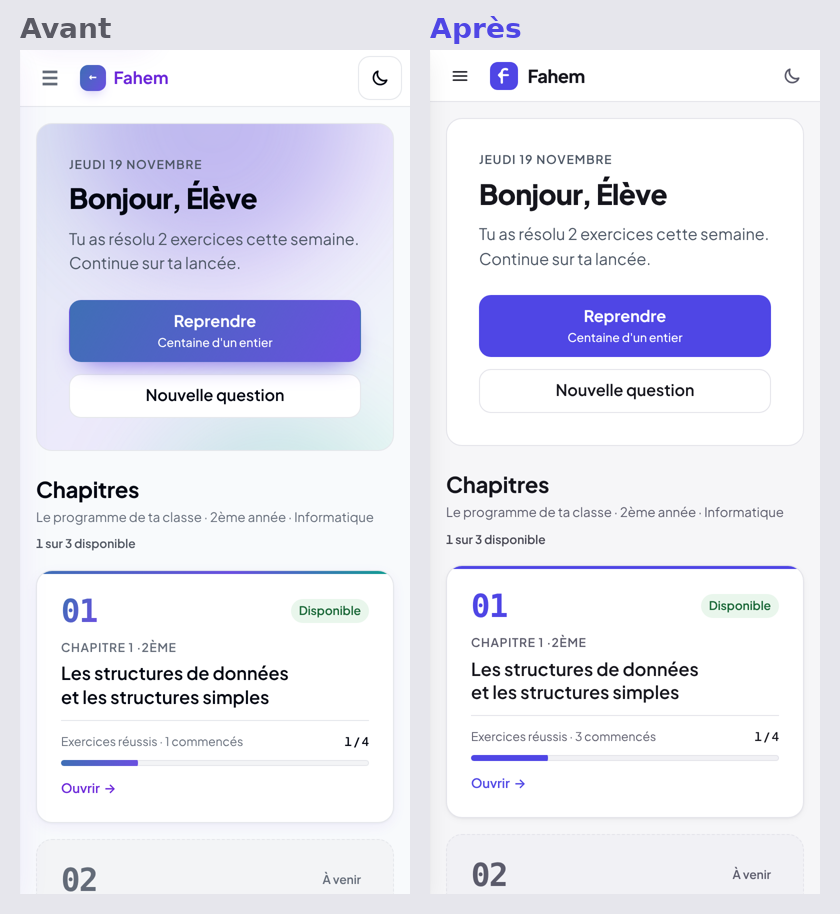 Avant
Fahem
JEUDI 19 NOVEMBRE
Bonjour, Élève
Tu as résolu 2 exercices cette semaine.
Continue sur ta lancée.
Reprendre
Centaine d'un entier
Nouvelle question
Chapitres
Le programme de ta classe · 2ème année · Informatique
1 sur 3 disponible
01
Disponible
CHAPITRE 1 · 2ÈME
Les structures de données
et les structures simples
Exercices réussis · 1 commencés
1 / 4
Ouvrir →
02
À venir
Après
f Fahem
JEUDI 19 NOVEMBRE
Bonjour, Élève
Tu as résolu 2 exercices cette semaine.
Continue sur ta lancée.
Reprendre
Centaine d'un entier
Nouvelle question
Chapitres
Le programme de ta classe · 2ème année · Informatique
1 sur 3 disponible
01
Disponible
CHAPITRE 1 · 2ÈME
Les structures de données
et les structures simples
Exercices réussis · 3 commencés
1 / 4
Ouvrir →
02
À venir